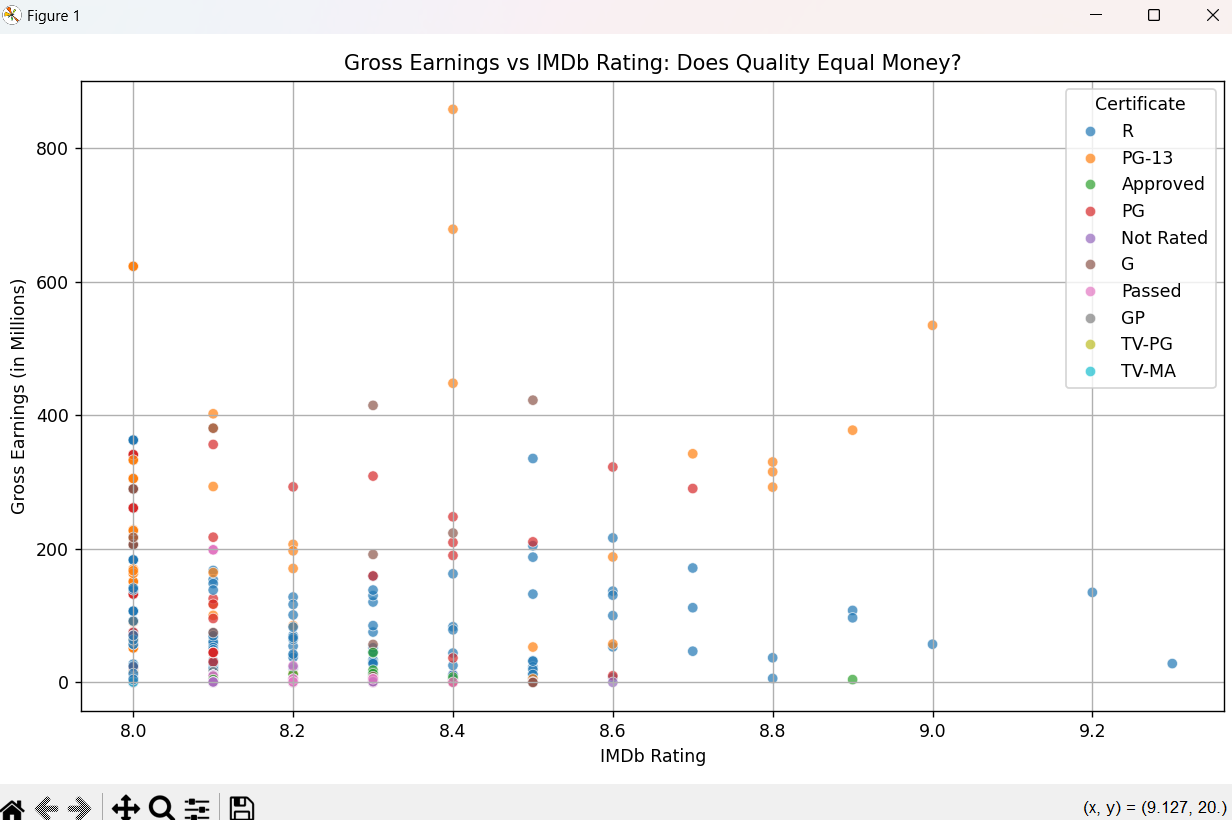 Figure 1
Gross Earnings vs IMDb Rating: Does Quality Equal Money?
Gross Earnings (in Millions)
800
600
400
200
0
Certificate
R
PG-13
Approved
PG
Not Rated
G
Passed
GP
TV-PG
TV-MA
8.0 8.2 8.4 8.6 8.8 9.0 9.2
IMDb Rating
(x, y) = (9.127, 20.)